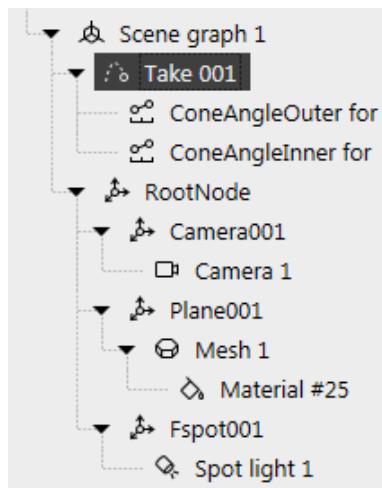 Scene graph 1
Take 001
ConeAngleOuter for
ConeAngleInner for
RootNode
Camera001
Camera 1
Plane001
Mesh 1
Material #25
Fspot001
Spot light 1